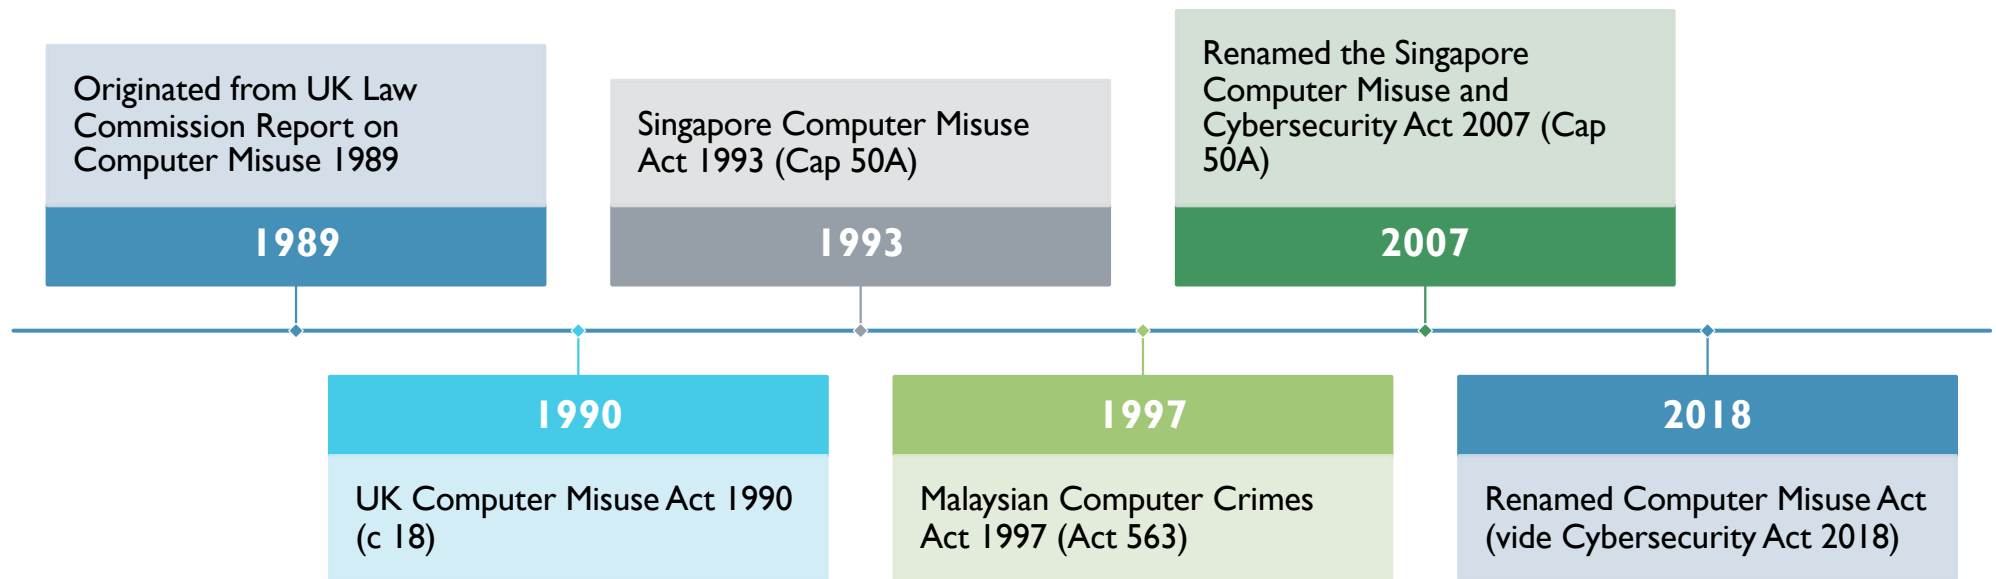 Originated from UK Law
Commission Report on
Computer Misuse 1989
1989
UK Computer Misuse Act 1990
(c 18)
1990
Singapore Computer Misuse
Act 1993 (Cap 50A)
1993
1997
Malaysian Computer Crimes
Act 1997 (Act 563)
Renamed the Singapore
Computer Misuse and
Cybersecurity Act 2007 (Cap
50A)
2007
2018
Renamed Computer Misuse Act
(vide Cybersecurity Act 2018)